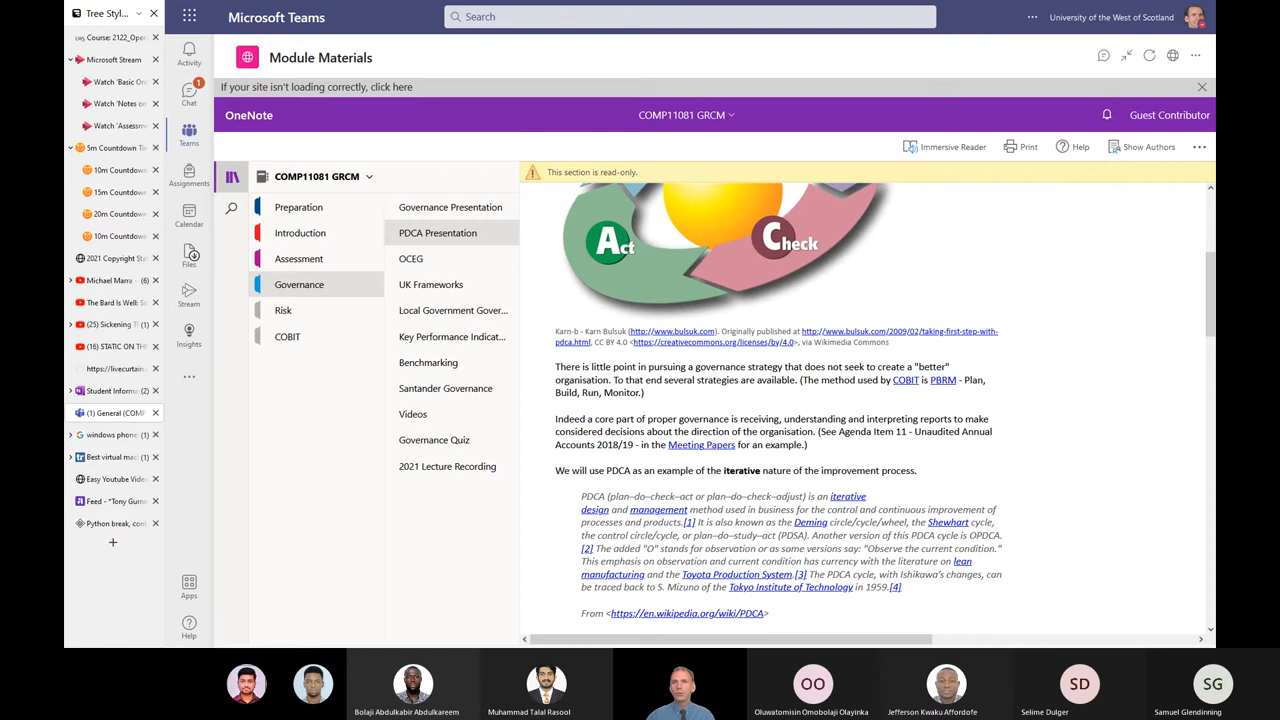 Tree Styl...
Microsoft Teams
Search
University of the West of Scotland
Course: 2122_Oper
Microsoft Stream
Watch 'Basic On
Watch 'Notes on
Watch 'Assessm
5m Countdown Tim
10m Countdown
15m Countdown
20m Countdown
10m Countdown
2021 Copyright Sta
Michael Marra - (6)
The Bard Is Well: S
(25) Sickening T (1)
(16) STATIC ON TH
https://livecurtain.
Student Informa (2)
(1) General (COMP
windows phone (1)
Best virtual mac (1)
Easy Youtube Vide
Feed - *Tony Gum
Python break, con
Activity
1
Chat
Teams
Assignments
Calendar
Files
Stream
Insights
Apps
Help
Module Materials
If your site isn't loading correctly, click here
OneNote
COMP11081 GRCM
Guest Contributor
Immersive Reader
Print
Help
Show Authors
COMP11081 GRCM
This section is read-only.
Preparation
Introduction
Assessment
Governance
Risk
COBIT
Governance Presentation
PDCA Presentation
OCEG
UK Frameworks
Local Government Gover...
Key Performance Indicat...
Benchmarking
Santander Governance
Videos
Governance Quiz
2021 Lecture Recording
Act
Check
Karn-b - Karn Bulsuk (http://www.bulsuk.com). Originally published at http://www.bulsuk.com/2009/02/taking-first-step-with-
pdca.html, CC BY 4.0 <https://creativecommons.org/licenses/by/4.0>, via Wikimedia Commons
There is little point in pursuing a governance strategy that does not seek to create a "better"
organisation. To that end several strategies are available. (The method used by COBIT is PBRM - Plan,
Build, Run, Monitor.)
Indeed a core part of proper governance is receiving, understanding and interpreting reports to make
considered decisions about the direction of the organisation. (See Agenda Item 11 - Unaudited Annual
Accounts 2018/19 - in the Meeting Papers for an example.)
We will use PDCA as an example of the iterative nature of the improvement process.
PDCA (plan–do–check–act or plan–do–check–adjust) is an iterative
design and management method used in business for the control and continuous improvement of
processes and products.[1] It is also known as the Deming circle/cycle/wheel, the Shewhart cycle,
the control circle/cycle, or plan–do–study–act (PDSA). Another version of this PDCA cycle is OPDCA.
[2] The added "O" stands for observation or as some versions say: "Observe the current condition."
This emphasis on observation and current condition has currency with the literature on lean
manufacturing and the Toyota Production System.[3] The PDCA cycle, with Ishikawa's changes, can
be traced back to S. Mizuno of the Tokyo Institute of Technology in 1959.[4]
From <https://en.wikipedia.org/wiki/PDCA>
OO
SD
SG
Bolaji Abdulkabir Abdulkareem
Muhammad Talal Rasool
Oluwatomisin Omobolaji Olayinka
Jefferson Kwaku Affordofe
Selime Dulger
Samuel Glendinning